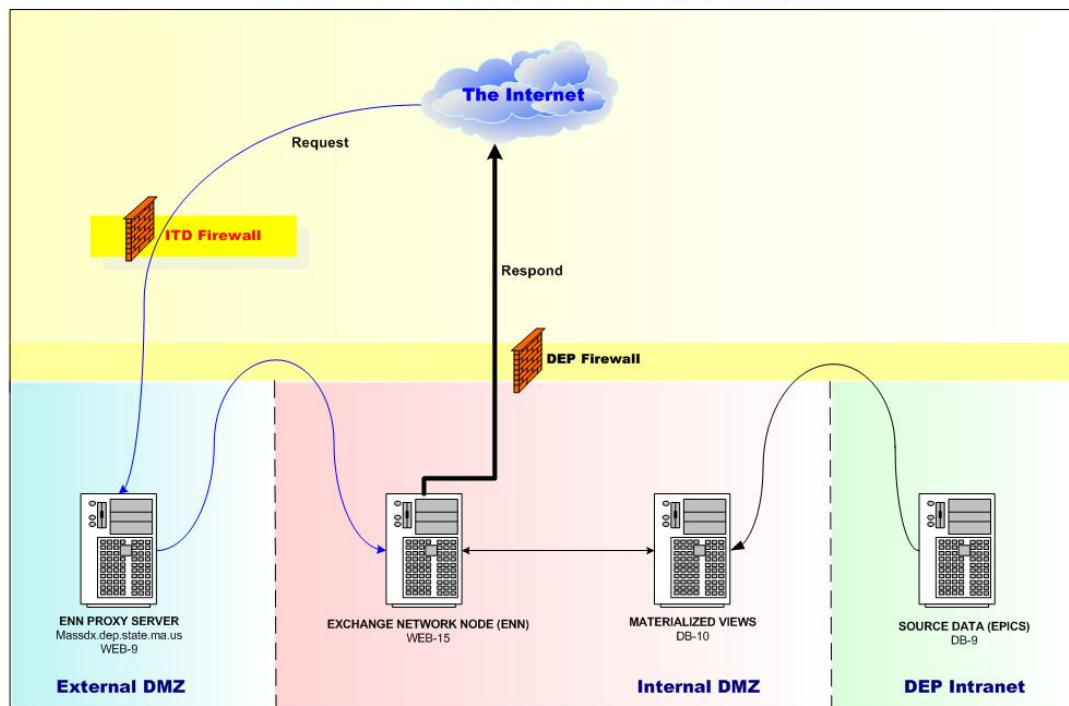 The Internet
Request
ITD Firewall
Respond
DEP Firewall
ENN PROXY SERVER
Massdx.dep.state.ma.us
WEB-9
EXCHANGE NETWORK NODE (ENN)
WEB-15
MATERIALIZED VIEWS
DB-10
SOURCE DATA (EPICS)
DB-9
External DMZ
Internal DMZ
DEP Intranet